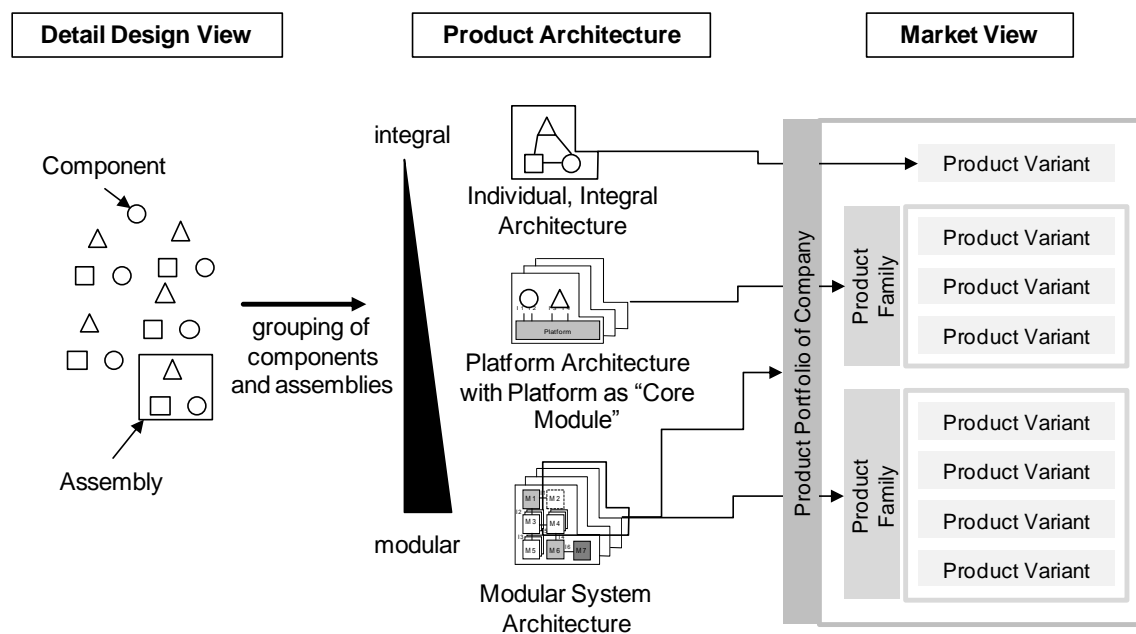 Detail Design View
Product Architecture
Market View
Component
Assembly
grouping of
components
and assemblies
integral
modular
Individual, Integral
Architecture
Platform
Platform Architecture
with Platform as “Core
Module”
M 1
M 2
I2
M 3
M 4
I3
M 5
M 6
I6
M 7
Modular System
Architecture
Product Portfolio of Company
Product Variant
Product
Family
Product Variant
Product Variant
Product Variant
Product
Family
Product Variant
Product Variant
Product Variant
Product Variant